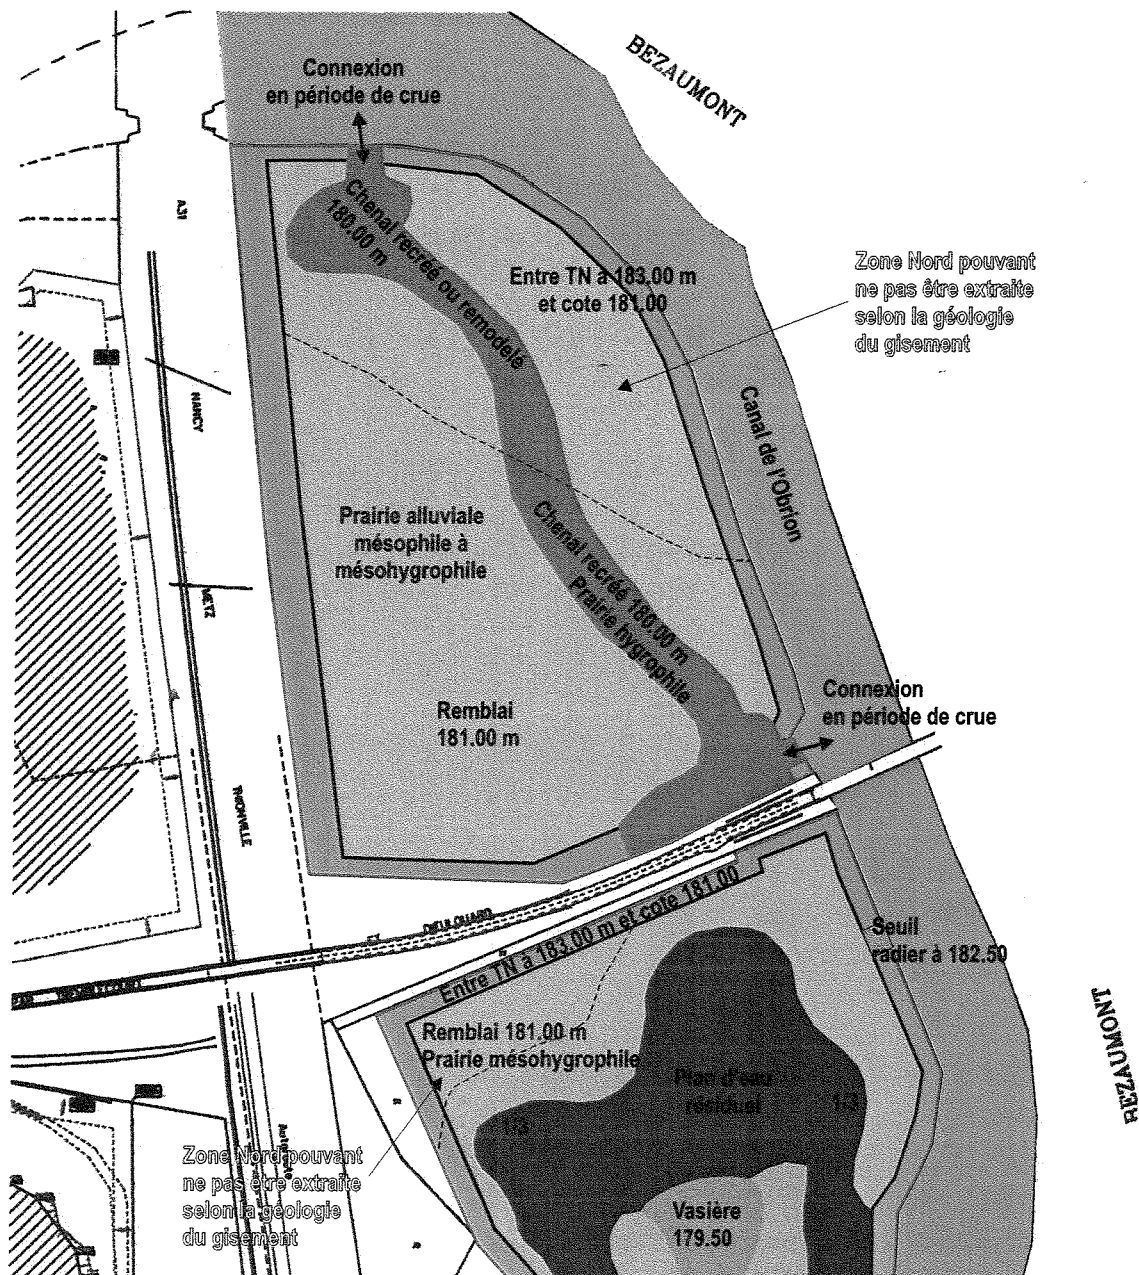 BEZAUMONT
Connexion
en période de crue
A31
Chenal recréé ou remodelé
180.00 m
Entre TN à 183.00 m
et cote 181.00
Zone Nord pouvant
ne pas être extraite
selon la géologie
du gisement
NANCY
Canal de l'Obrion
Prairie alluviale
mésophile à
mésohygrophile
Chenal recréé 180.00 m
Prairie hygrophile
METZ
Remblai
181.00 m
Connexion
en période de crue
THIONVILLE
DIEULOUARD
Entre TN à 183.00 m et cote 181.00
Seuil
radier à 182.50
Remblai 181.00 m
Prairie mésohygrophile
Plan d'eau
résiduel
1/3
1/3
BEZAUMONT
Zone Nord pouvant
ne pas être extraite
selon la géologie
du gisement
Vasière
179.50